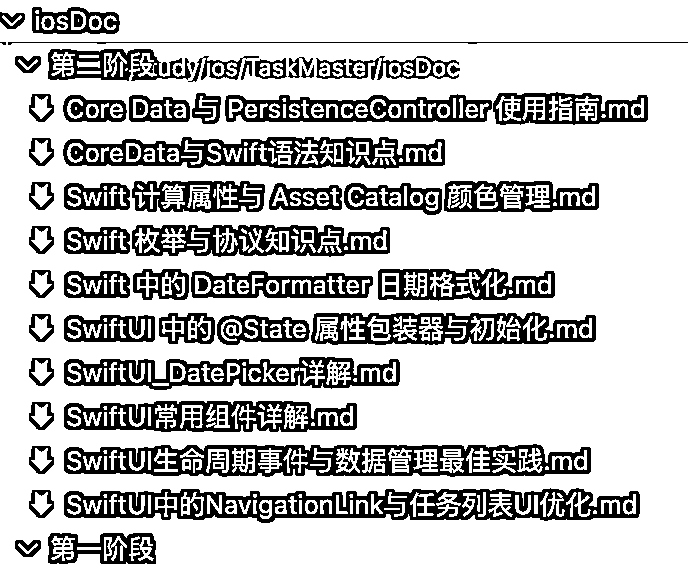 iosDoc
第二阶段udy/ios/TaskMaster/iosDoc
Core Data 与 PersistenceController 使用指南.md
CoreData与Swift语法知识点.md
Swift 计算属性与 Asset Catalog 颜色管理.md
Swift 枚举与协议知识点.md
Swift 中的 DateFormatter 日期格式化.md
SwiftUI 中的 @State 属性包装器与初始化.md
SwiftUI_DatePicker详解.md
SwiftUI常用组件详解.md
SwiftUI生命周期事件与数据管理最佳实践.md
SwiftUI中的NavigationLink与任务列表UI优化.md
第一阶段